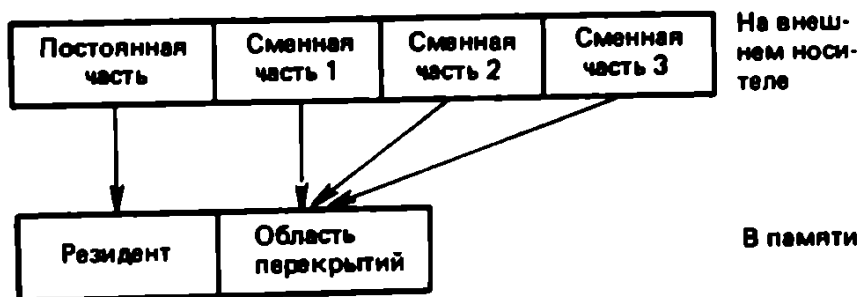 Постоянная
часть
Сменная
часть 1
Сменная
часть 2
Сменная
часть 3
На внеш-
нем носи-
теле
Резидент
Область
перекрытий
В памяти